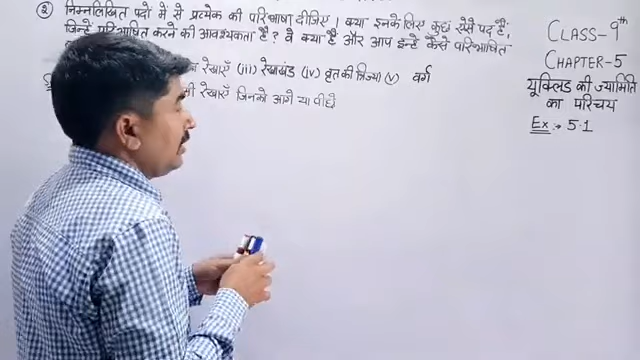 ② निम्नलिखित पदों में से प्रत्येक की परिभाषा दीजिए । क्या इनके लिए कुछ ऐसे पद हैं,
जिन्हें परिभाषित करने की आवश्यकता है? वे क्या हैं और आप इन्हें कैसे परिभाषित
रेखाएँ (iii) रेखाखंड (iv) वृत की त्रिज्या (v) वर्ग
रेखाएँ जिनको आगे या पीछे
CLASS-9th
CHAPTER-5
यूक्लिड की ज्यामिति
का परिचय
Ex :- 5.1